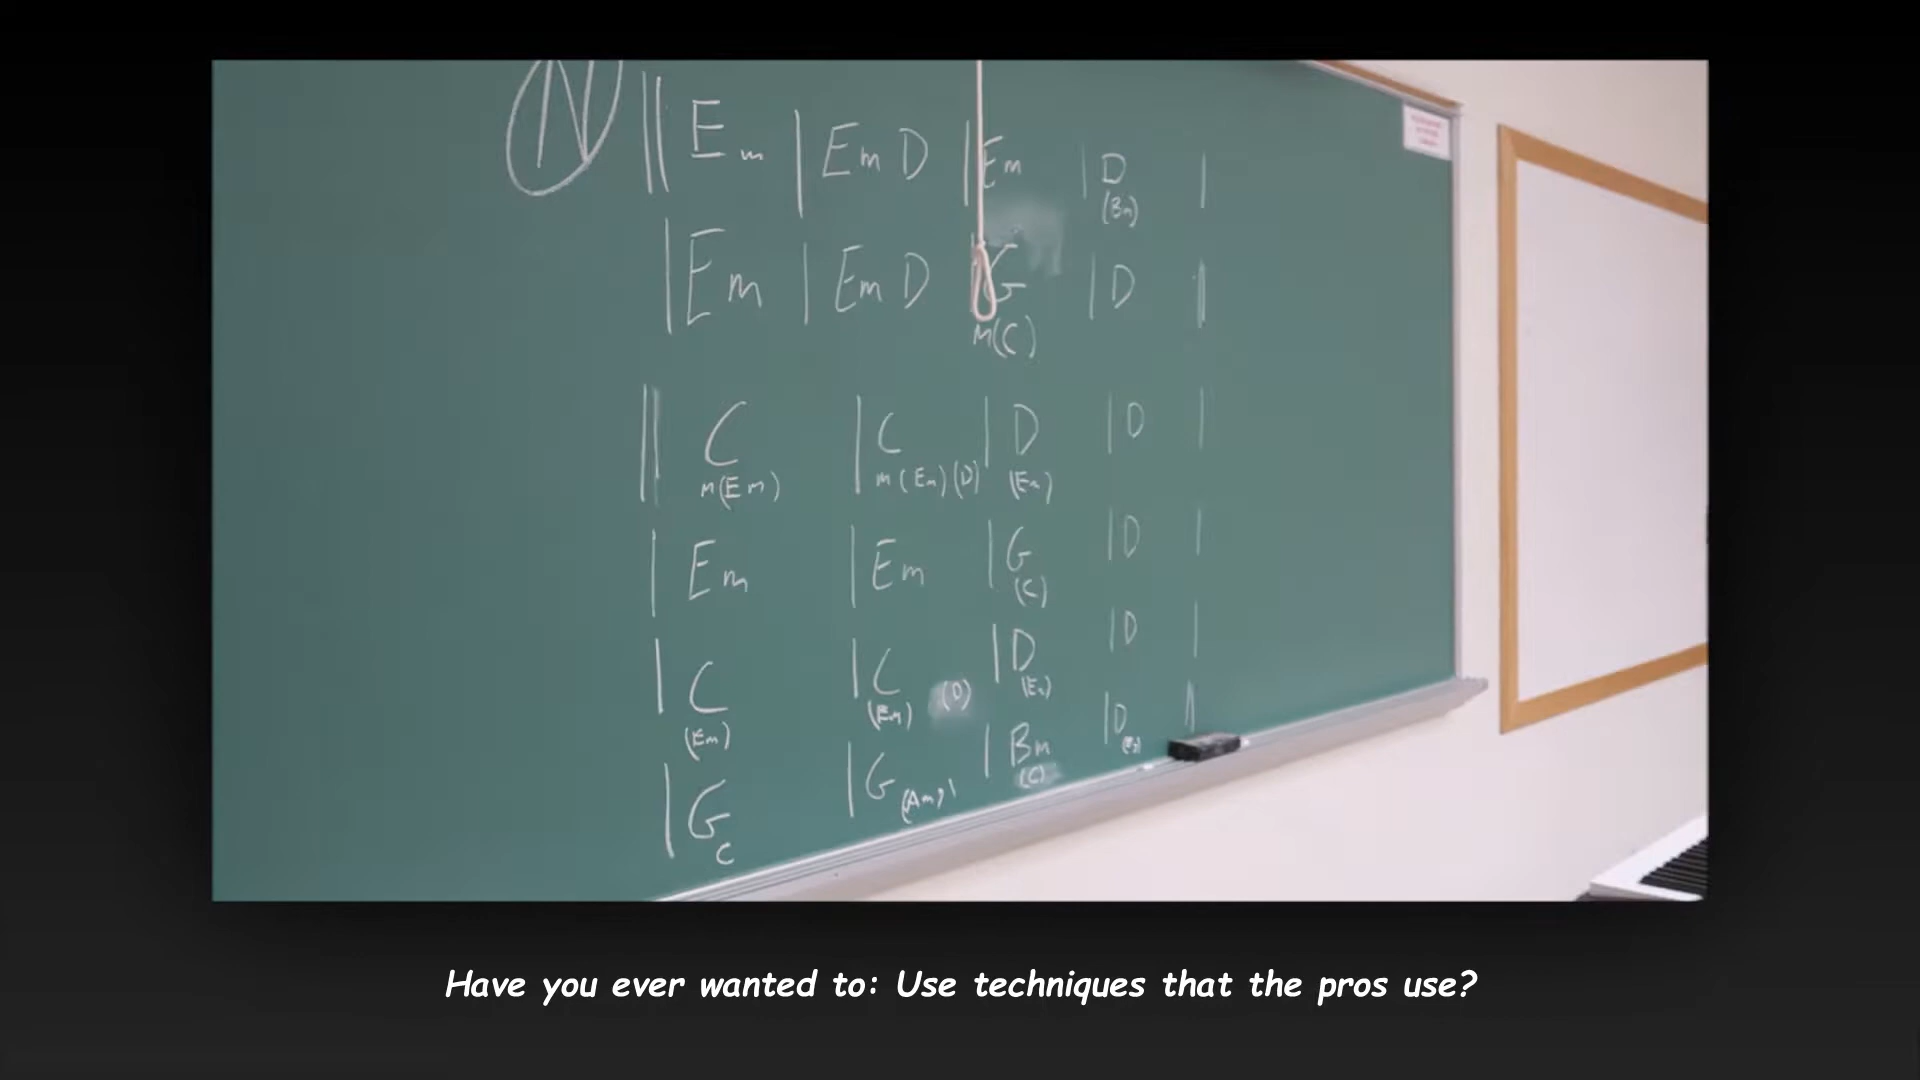 N || Em | Em D | Em | D |
(Bm)
| Em | Em D | G | D |
m(C)
|| C | C | D | D |
m(Em) m(Em)(D) (Em)
| Em | Em | G | D |
(C)
| C | C (D) | D | D |
(Em) (Em) (Em)
| G | G (Am) | Bm | D |
C (C)
Have you ever wanted to: Use techniques that the pros use?